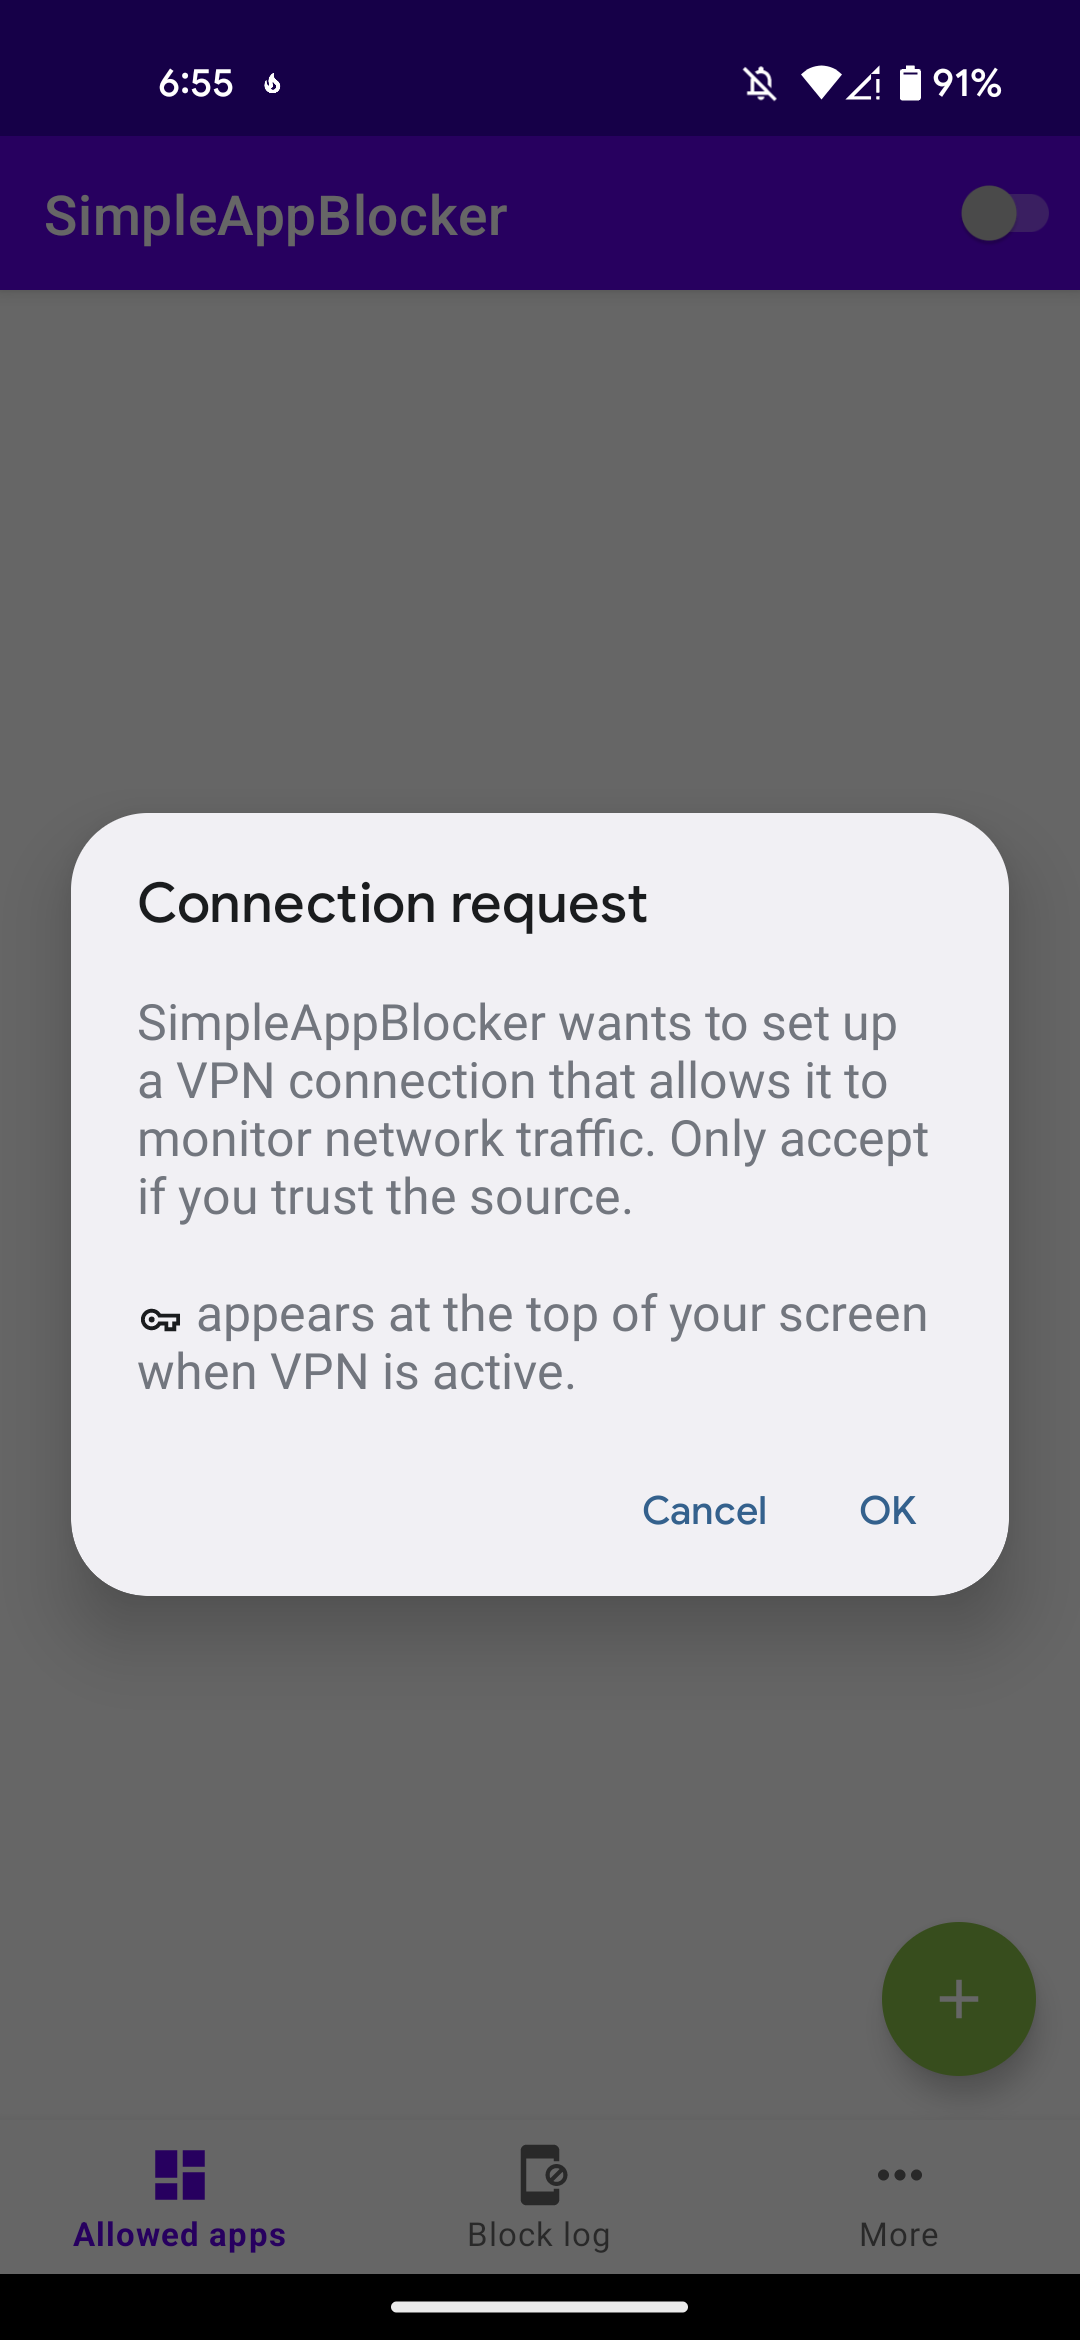 6:55
91%
SimpleAppBlocker
Connection request
SimpleAppBlocker wants to set up
a VPN connection that allows it to
monitor network traffic. Only accept
if you trust the source.
appears at the top of your screen
when VPN is active.
Cancel OK
Allowed apps Block log More